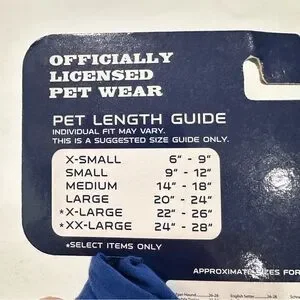 OFFICIALLY
LICENSED
PET WEAR
PET LENGTH GUIDE
INDIVIDUAL FIT MAY VARY.
THIS IS A SUGGESTED SIZE GUIDE ONLY.
X-SMALL 6" - 9"
SMALL 9" - 12"
MEDIUM 14" - 18"
LARGE 20" - 24"
*X-LARGE 22" - 26"
*XX-LARGE 24" - 28"
*SELECT ITEMS ONLY
APPROXIMATE SIZES FOR